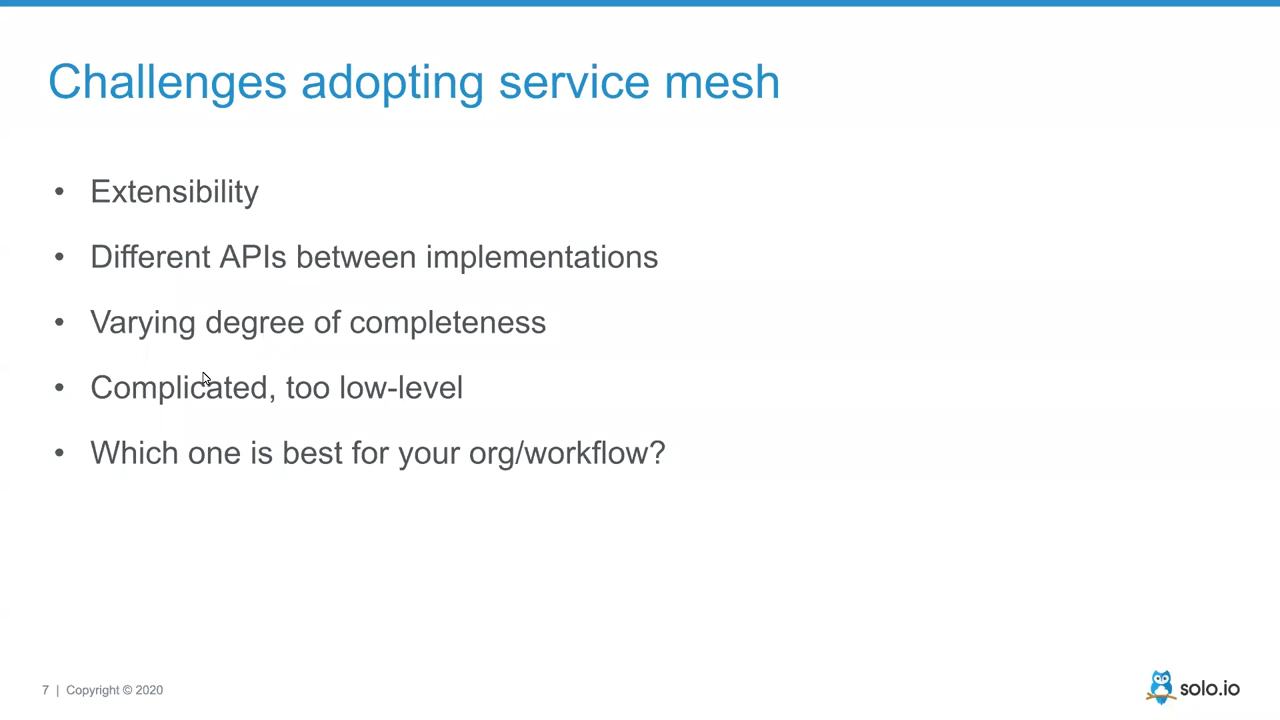 Challenges adopting service mesh
• Extensibility
• Different APIs between implementations
• Varying degree of completeness
• Complicated, too low-level
• Which one is best for your org/workflow?
7 | Copyright © 2020
solo.io